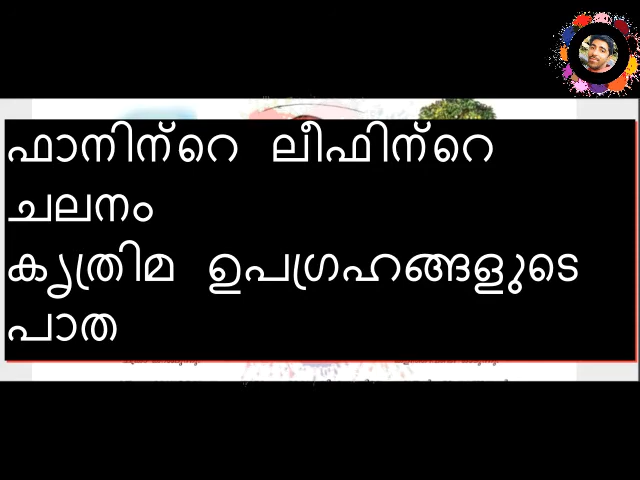 ഫാനിന്റെ ലീഫിന്റെ
ചലനം
കൃത്രിമ ഉപഗ്രഹങ്ങളുടെ
പാത